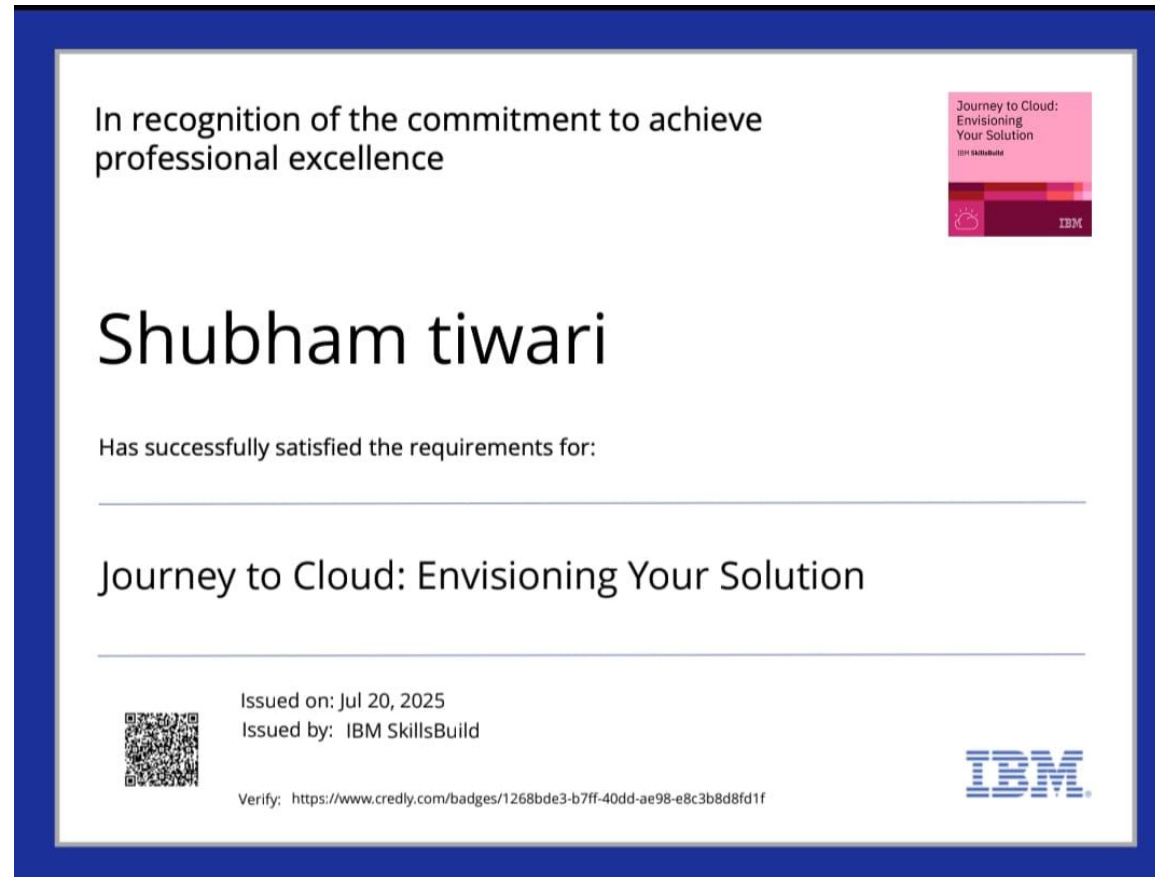 In recognition of the commitment to achieve
professional excellence
Journey to Cloud:
Envisioning
Your Solution
IBM SkillsBuild
IBM
Shubham tiwari
Has successfully satisfied the requirements for:
Journey to Cloud: Envisioning Your Solution
Issued on: Jul 20, 2025
Issued by: IBM SkillsBuild
Verify: https://www.credly.com/badges/1268bde3-b7ff-40dd-ae98-e8c3b8d8fd1f
IBM.